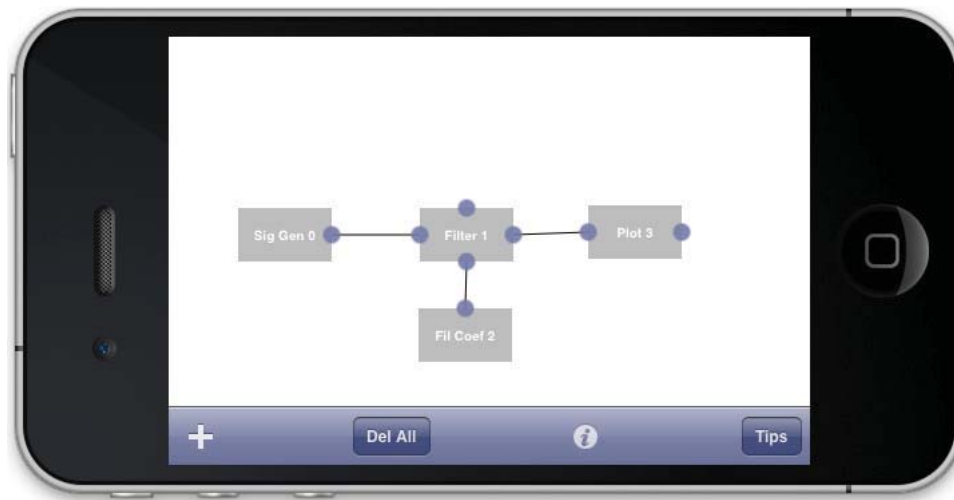 Sig Gen 0
Filter 1
Plot 3
Fil Coef 2
Del All
Tips